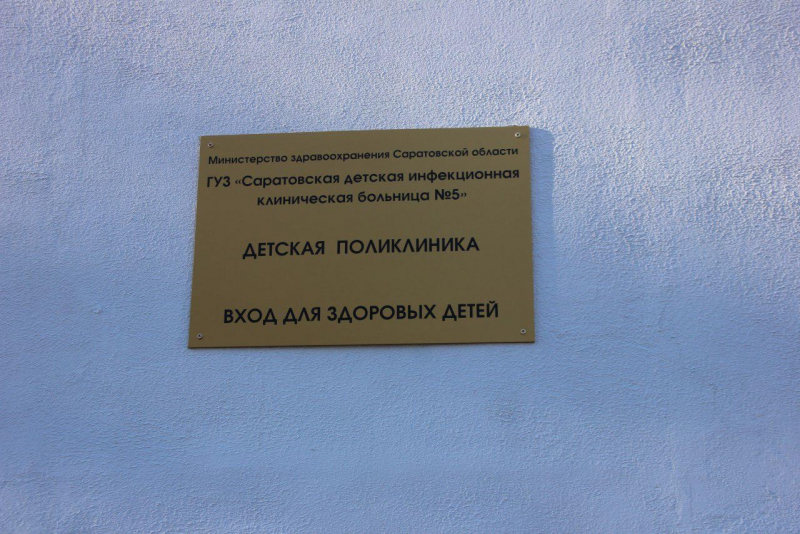 Министерство здравоохранения Саратовской области
ГУЗ «Саратовская детская инфекционная
клиническая больница №5»
ДЕТСКАЯ ПОЛИКЛИНИКА
ВХОД ДЛЯ ЗДОРОВЫХ ДЕТЕЙ